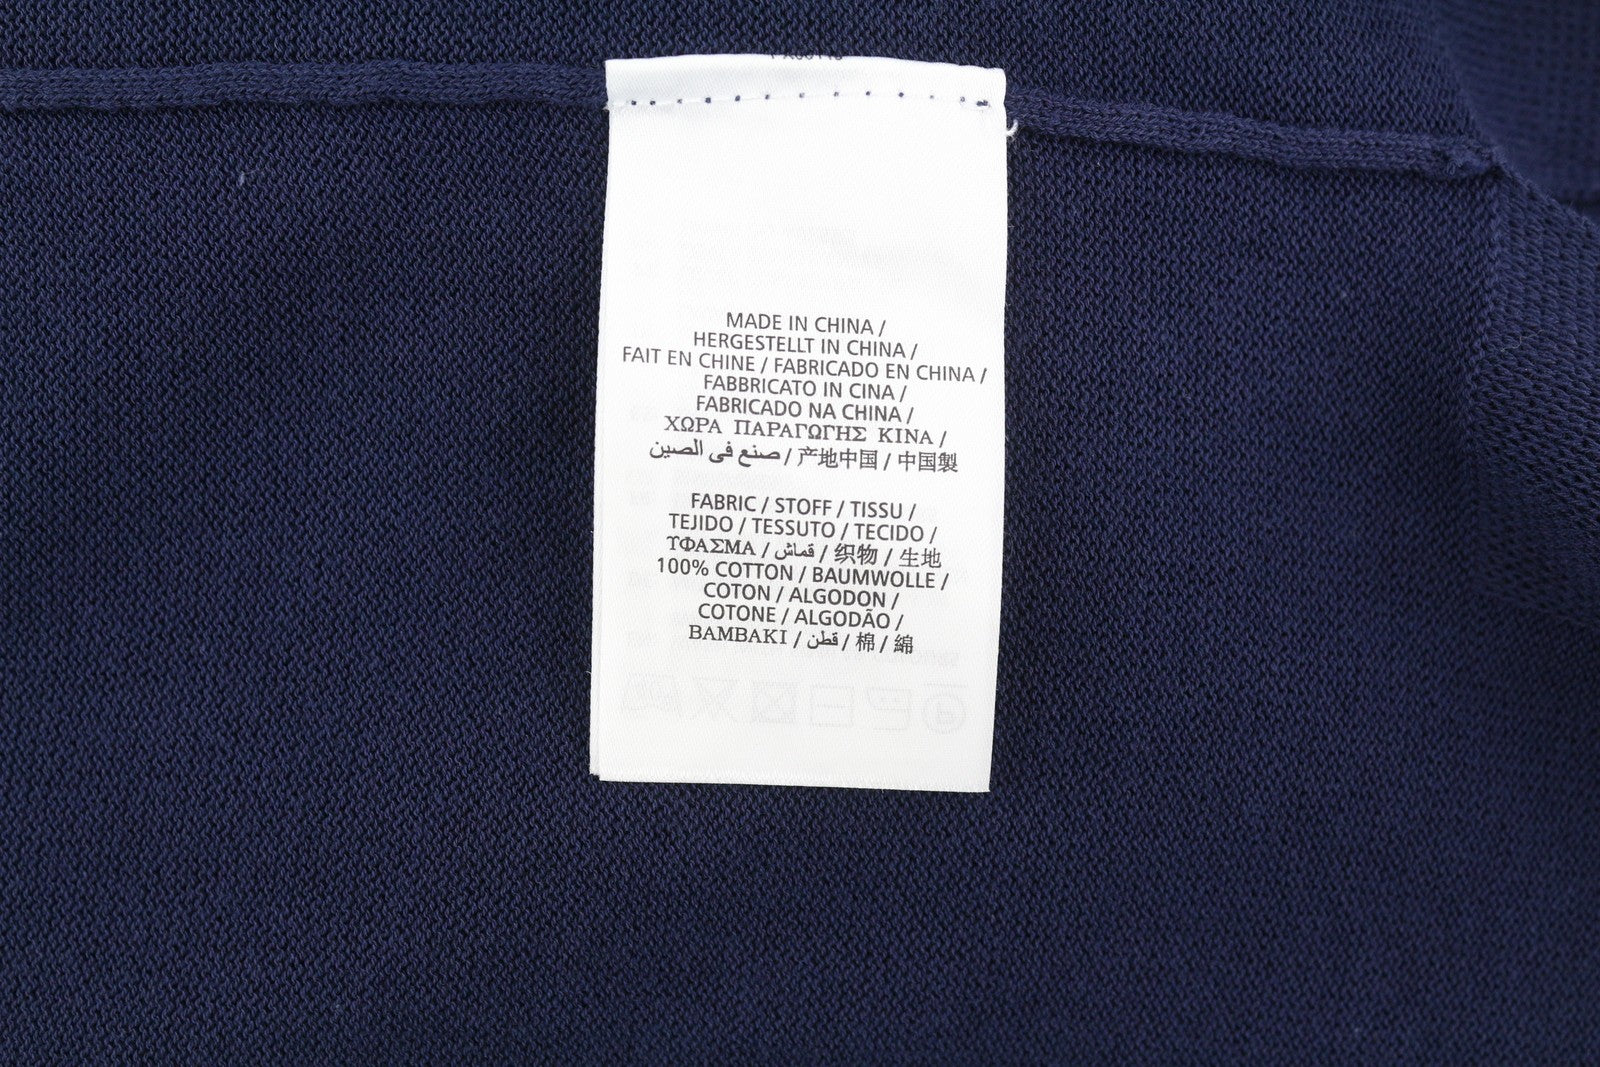 MADE IN CHINA /
HERGESTELLT IN CHINA /
FAIT EN CHINE / FABRICADO EN CHINA /
FABBRICATO IN CINA /
FABRICADO NA CHINA /
ΧΩΡΑ ΠΑΡΑΓΩΓΗΣ ΚΙΝΑ /
صنع فى الصين / 产地中国 / 中国製
FABRIC / STOFF / TISSU /
TEJIDO / TESSUTO / TECIDO /
ΥΦΑΣΜΑ / قماش / 织物 / 生地
100% COTTON / BAUMWOLLE /
COTON / ALGODON /
COTONE / ALGODÃO /
BAMBAKI / قطن / 棉 / 綿